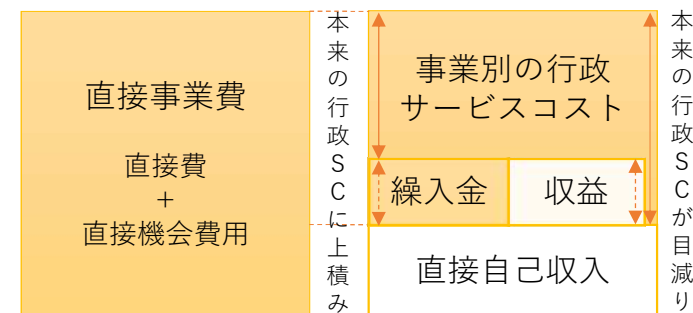 直接事業費
直接費
+
直接機会費用
本来の行政SCに上積み
事業別の行政
サービスコスト
繰入金
収益
直接自己収入
本来の行政SCが目減り